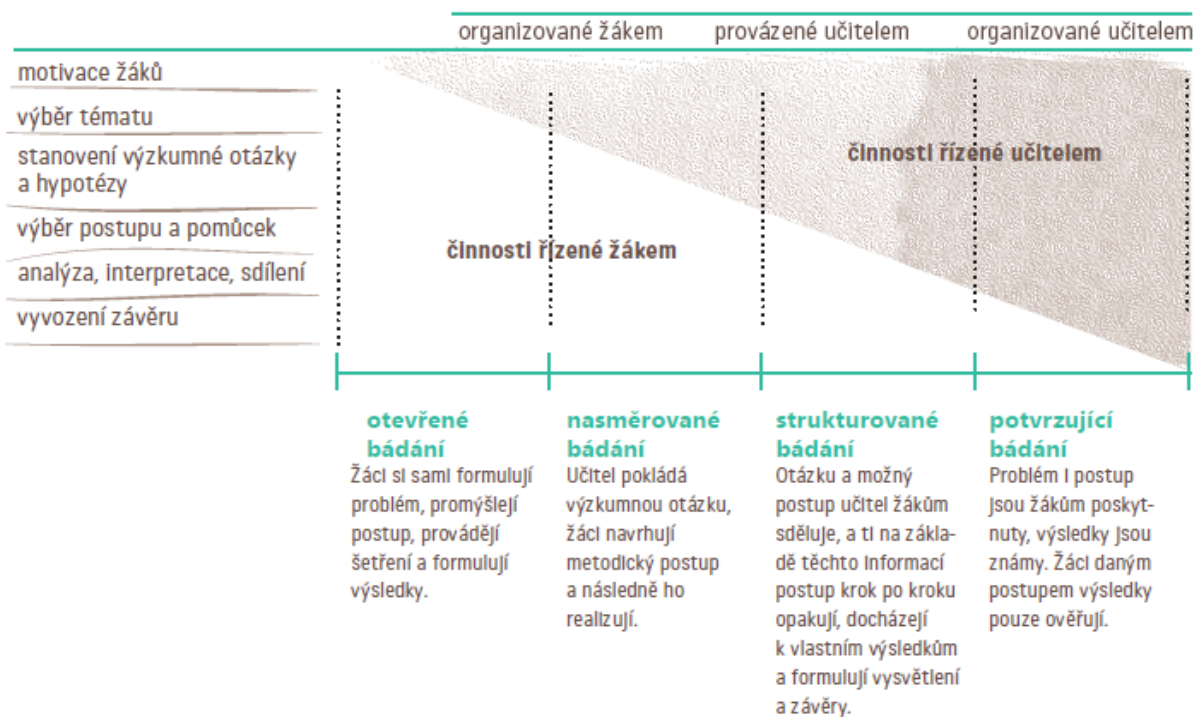 organizované žákem provázené učitelem organizované učitelem
motivace žáků
výběr tématu
stanovení výzkumné otázky
a hypotézy
výběr postupu a pomůcek
analýza, interpretace, sdílení
vyvození závěru
činnosti řízené učitelem
činnosti řízené žákem
otevřené
bádání
Žáci si sami formulují
problém, promýšlejí
postup, provádějí
šetření a formulují
výsledky.
nasměrované
bádání
Učitel pokládá
výzkumnou otázku,
žáci navrhují
metodický postup
a následně ho
realizují.
strukturované
bádání
Otázku a možný
postup učitel žákům
sděluje, a ti na zákla-
dě těchto informací
postup krok po kroku
opakují, docházejí
k vlastním výsledkům
a formulují vysvětlení
a závěry.
potvrzující
bádání
Problém i postup
jsou žákům poskyt-
nuty, výsledky jsou
známy. Žáci daným
postupem výsledky
pouze ověřují.